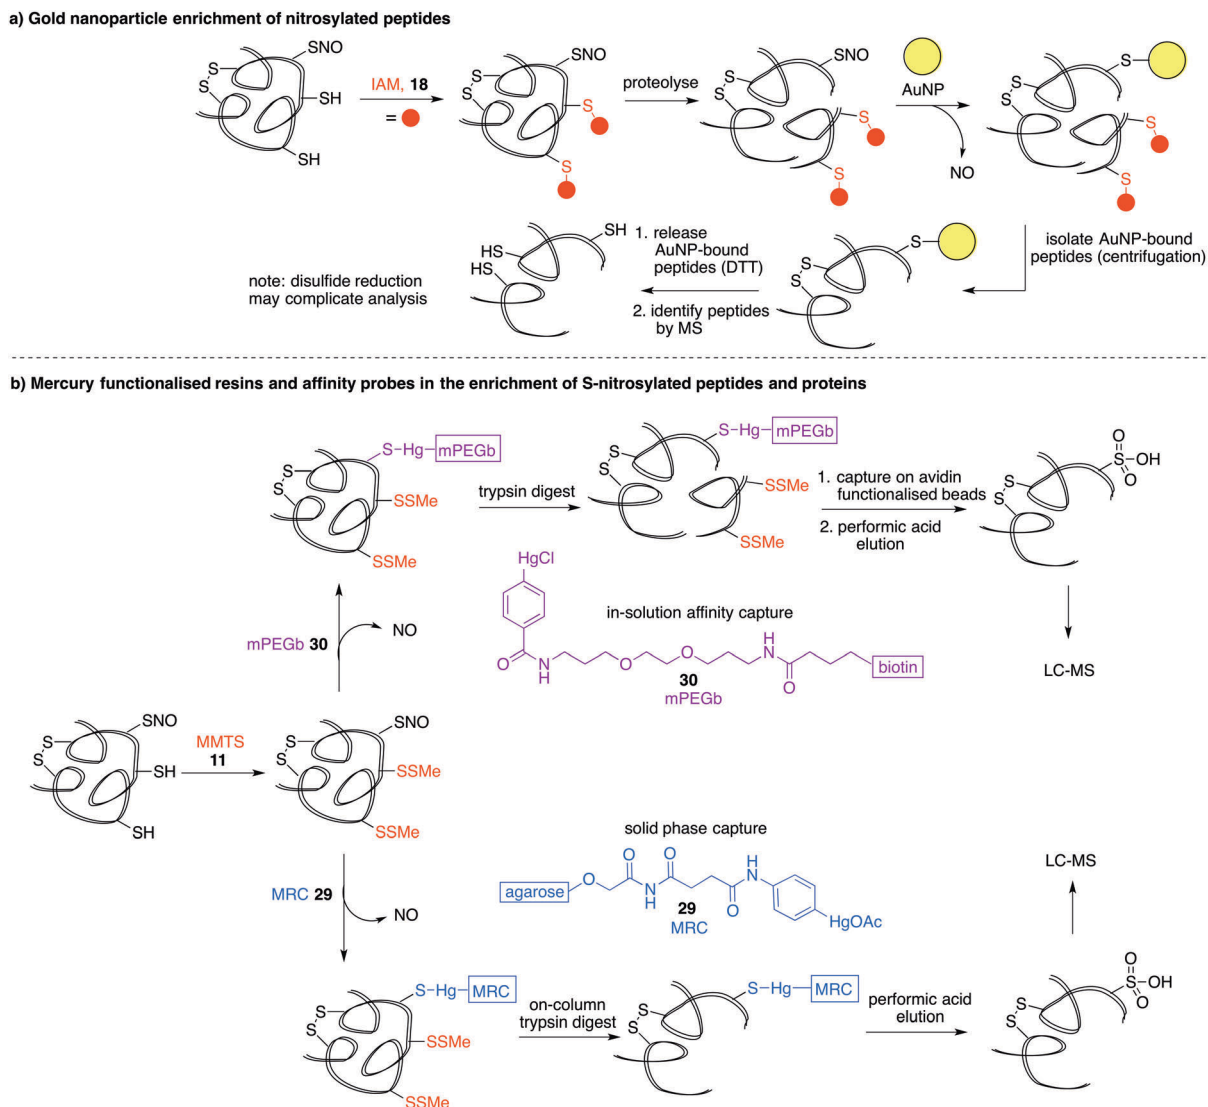 a) Gold nanoparticle enrichment of nitrosylated peptides
SNO
S
S
SH
SH
IAM, 18
=
SNO
S
S
S
S
proteolyse
SNO
S
S
S
S
AuNP
NO
S
S
S
S
S
isolate AuNP-bound
peptides (centrifugation)
S
S
S
1. release
AuNP-bound
peptides (DTT)
2. identify peptides
by MS
SH
HS
HS
note: disulfide reduction
may complicate analysis
b) Mercury functionalised resins and affinity probes in the enrichment of S-nitrosylated peptides and proteins
S-Hg-mPEGb
S
S
SSMe
SSMe
trypsin digest
S-Hg-mPEGb
S
S
SSMe
SSMe
1. capture on avidin
functionalised beads
2. performic acid
elution
O
S-OH
O
S
S
LC-MS
HgCl
O
N
H
O
O
H
N
O
biotin
in-solution affinity capture
30
mPEGb
mPEGb 30
NO
SNO
S
S
SH
SH
MMTS
11
SNO
S
S
SSMe
SSMe
MRC 29
NO
solid phase capture
agarose
O
O
N
H
O
O
H
N
HgOAc
29
MRC
LC-MS
S-Hg-MRC
S
S
SSMe
SSMe
on-column
trypsin digest
S-Hg-MRC
S
S
performic acid
elution
O
S-OH
O
S
S